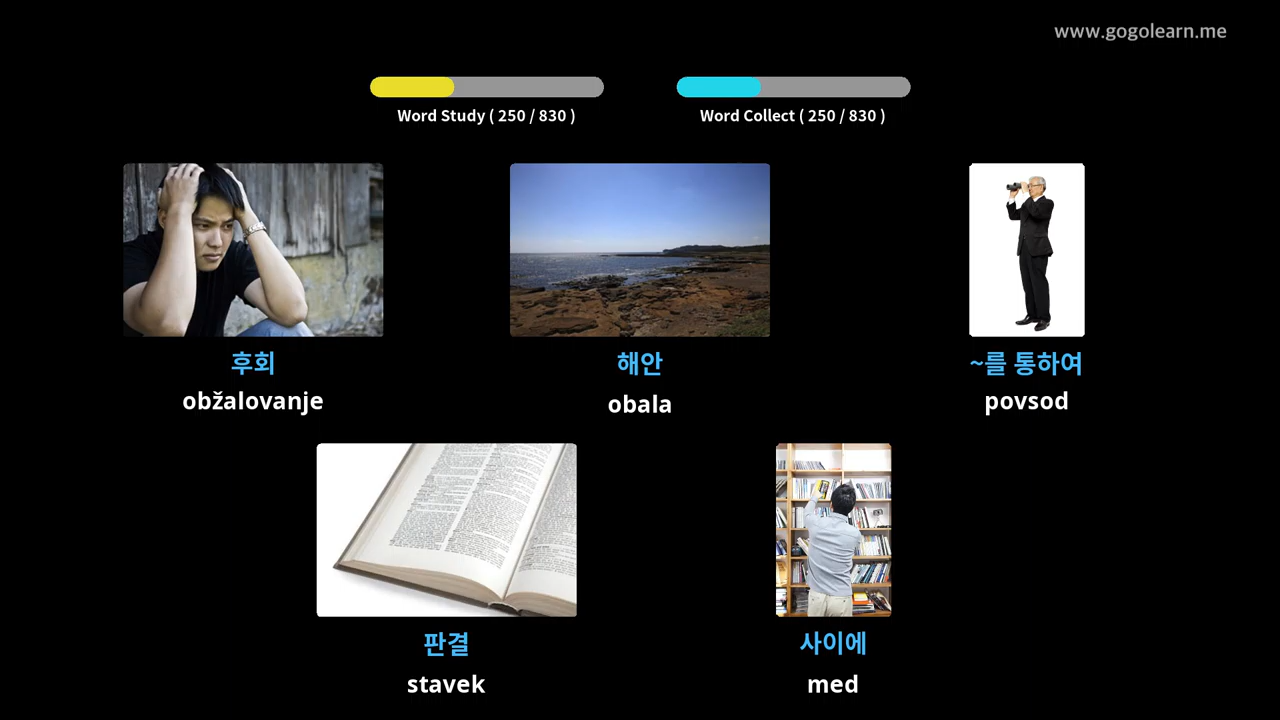 www.gogolearn.me
Word Study ( 250 / 830 )
Word Collect ( 250 / 830 )
후회
obžalovanje
해안
obala
~를 통하여
povsod
판결
stavek
사이에
med